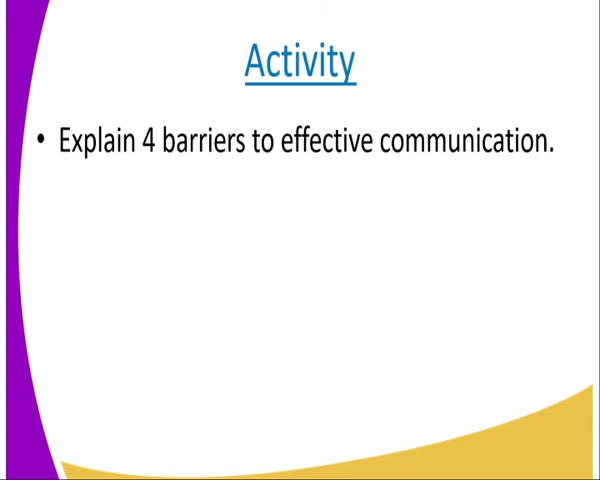 Activity
• Explain 4 barriers to effective communication.